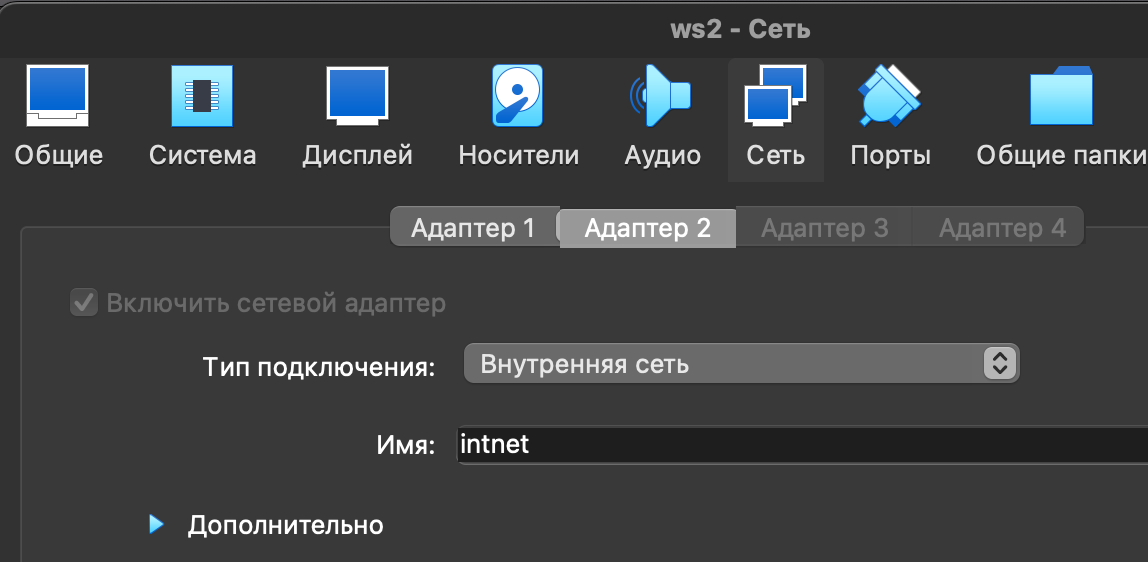 ws2 - Сеть
Общие Система Дисплей Носители Аудио Сеть Порты Общие папки
Адаптер 1 Адаптер 2 Адаптер 3 Адаптер 4
Включить сетевой адаптер
Тип подключения: Внутренняя сеть
Имя: intnet
Дополнительно